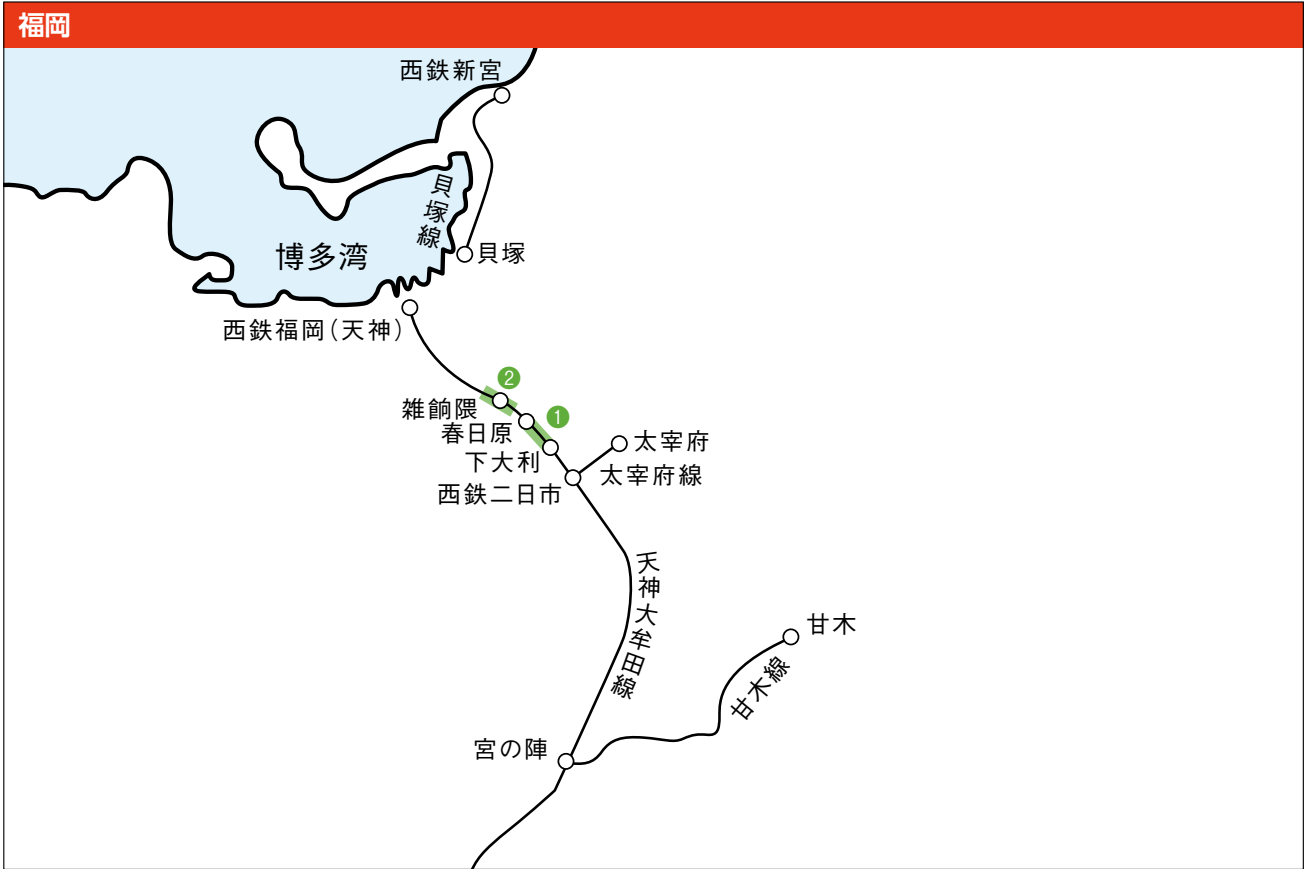 福岡
西鉄新宮
貝塚線
博多湾
貝塚
西鉄福岡(天神)
2
雑餉隈
1
春日原
太宰府
下大利
太宰府線
西鉄二日市
天神大牟田線
甘木
甘木線
宮の陣